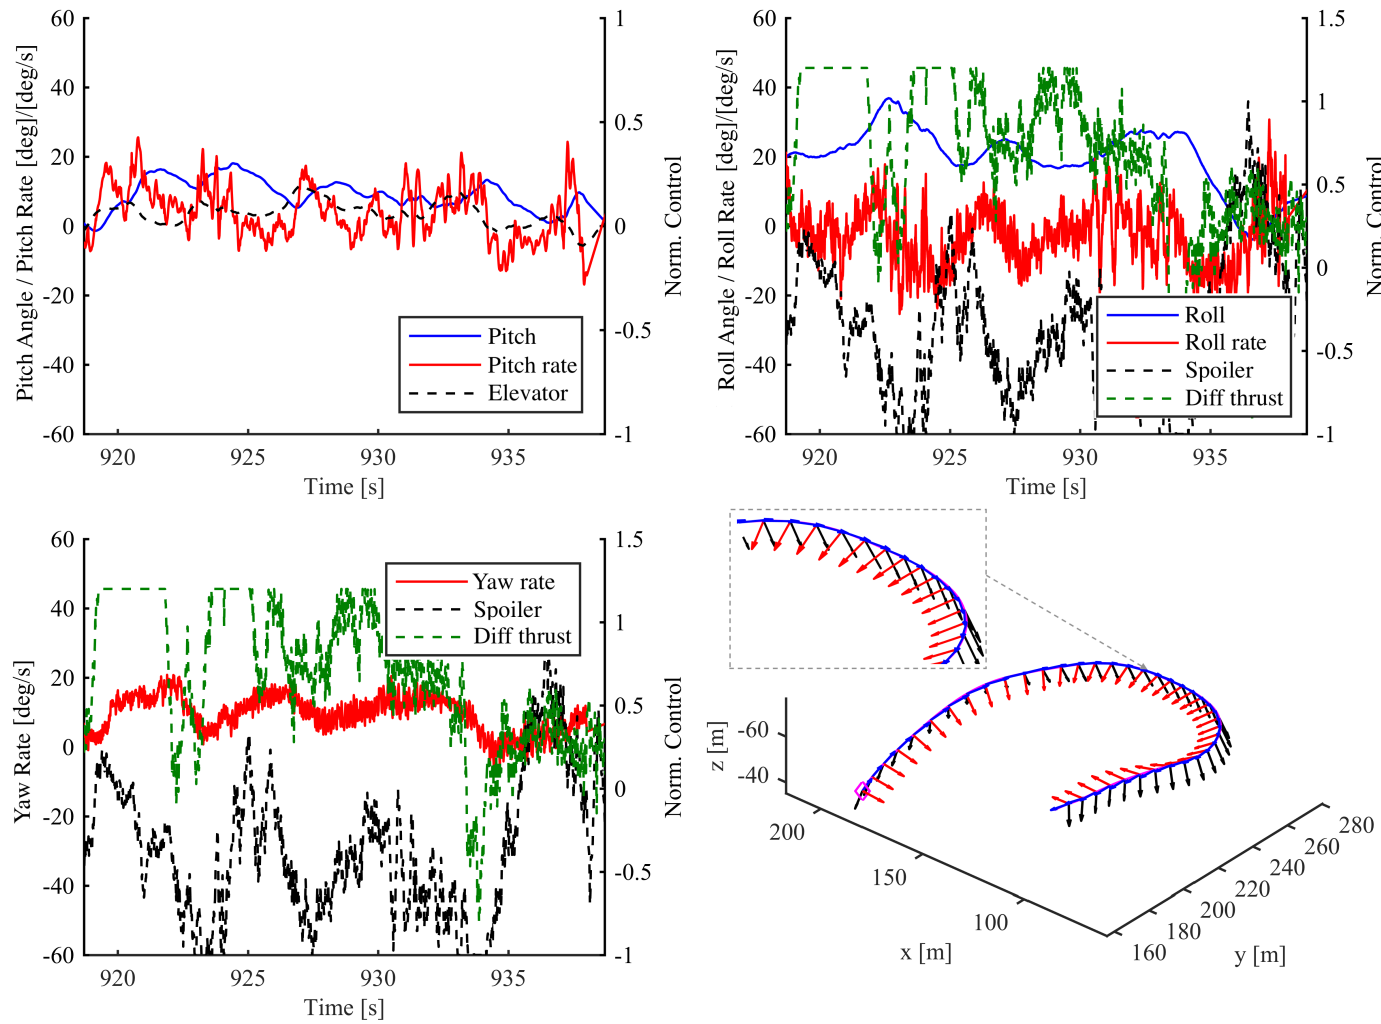 Pitch Angle / Pitch Rate [deg]/[deg/s]
60
40
20
0
-20
-40
-60
1
0.5
0
-0.5
-1
Norm. Control
Pitch
Pitch rate
Elevator
920
925
930
935
Time [s]
Roll Angle / Roll Rate [deg]/[deg/s]
60
40
20
0
-20
-40
-60
1.5
1
0.5
0
-0.5
-1
Norm. Control
Roll
Roll rate
Spoiler
Diff thrust
920
925
930
935
Time [s]
Yaw Rate [deg/s]
60
40
20
0
-20
-40
-60
1.5
1
0.5
0
-0.5
-1
Norm. Control
Yaw rate
Spoiler
Diff thrust
920
925
930
935
Time [s]
z [m]
-60
-40
200
150
100
x [m]
160
180
200
220
240
260
280
y [m]